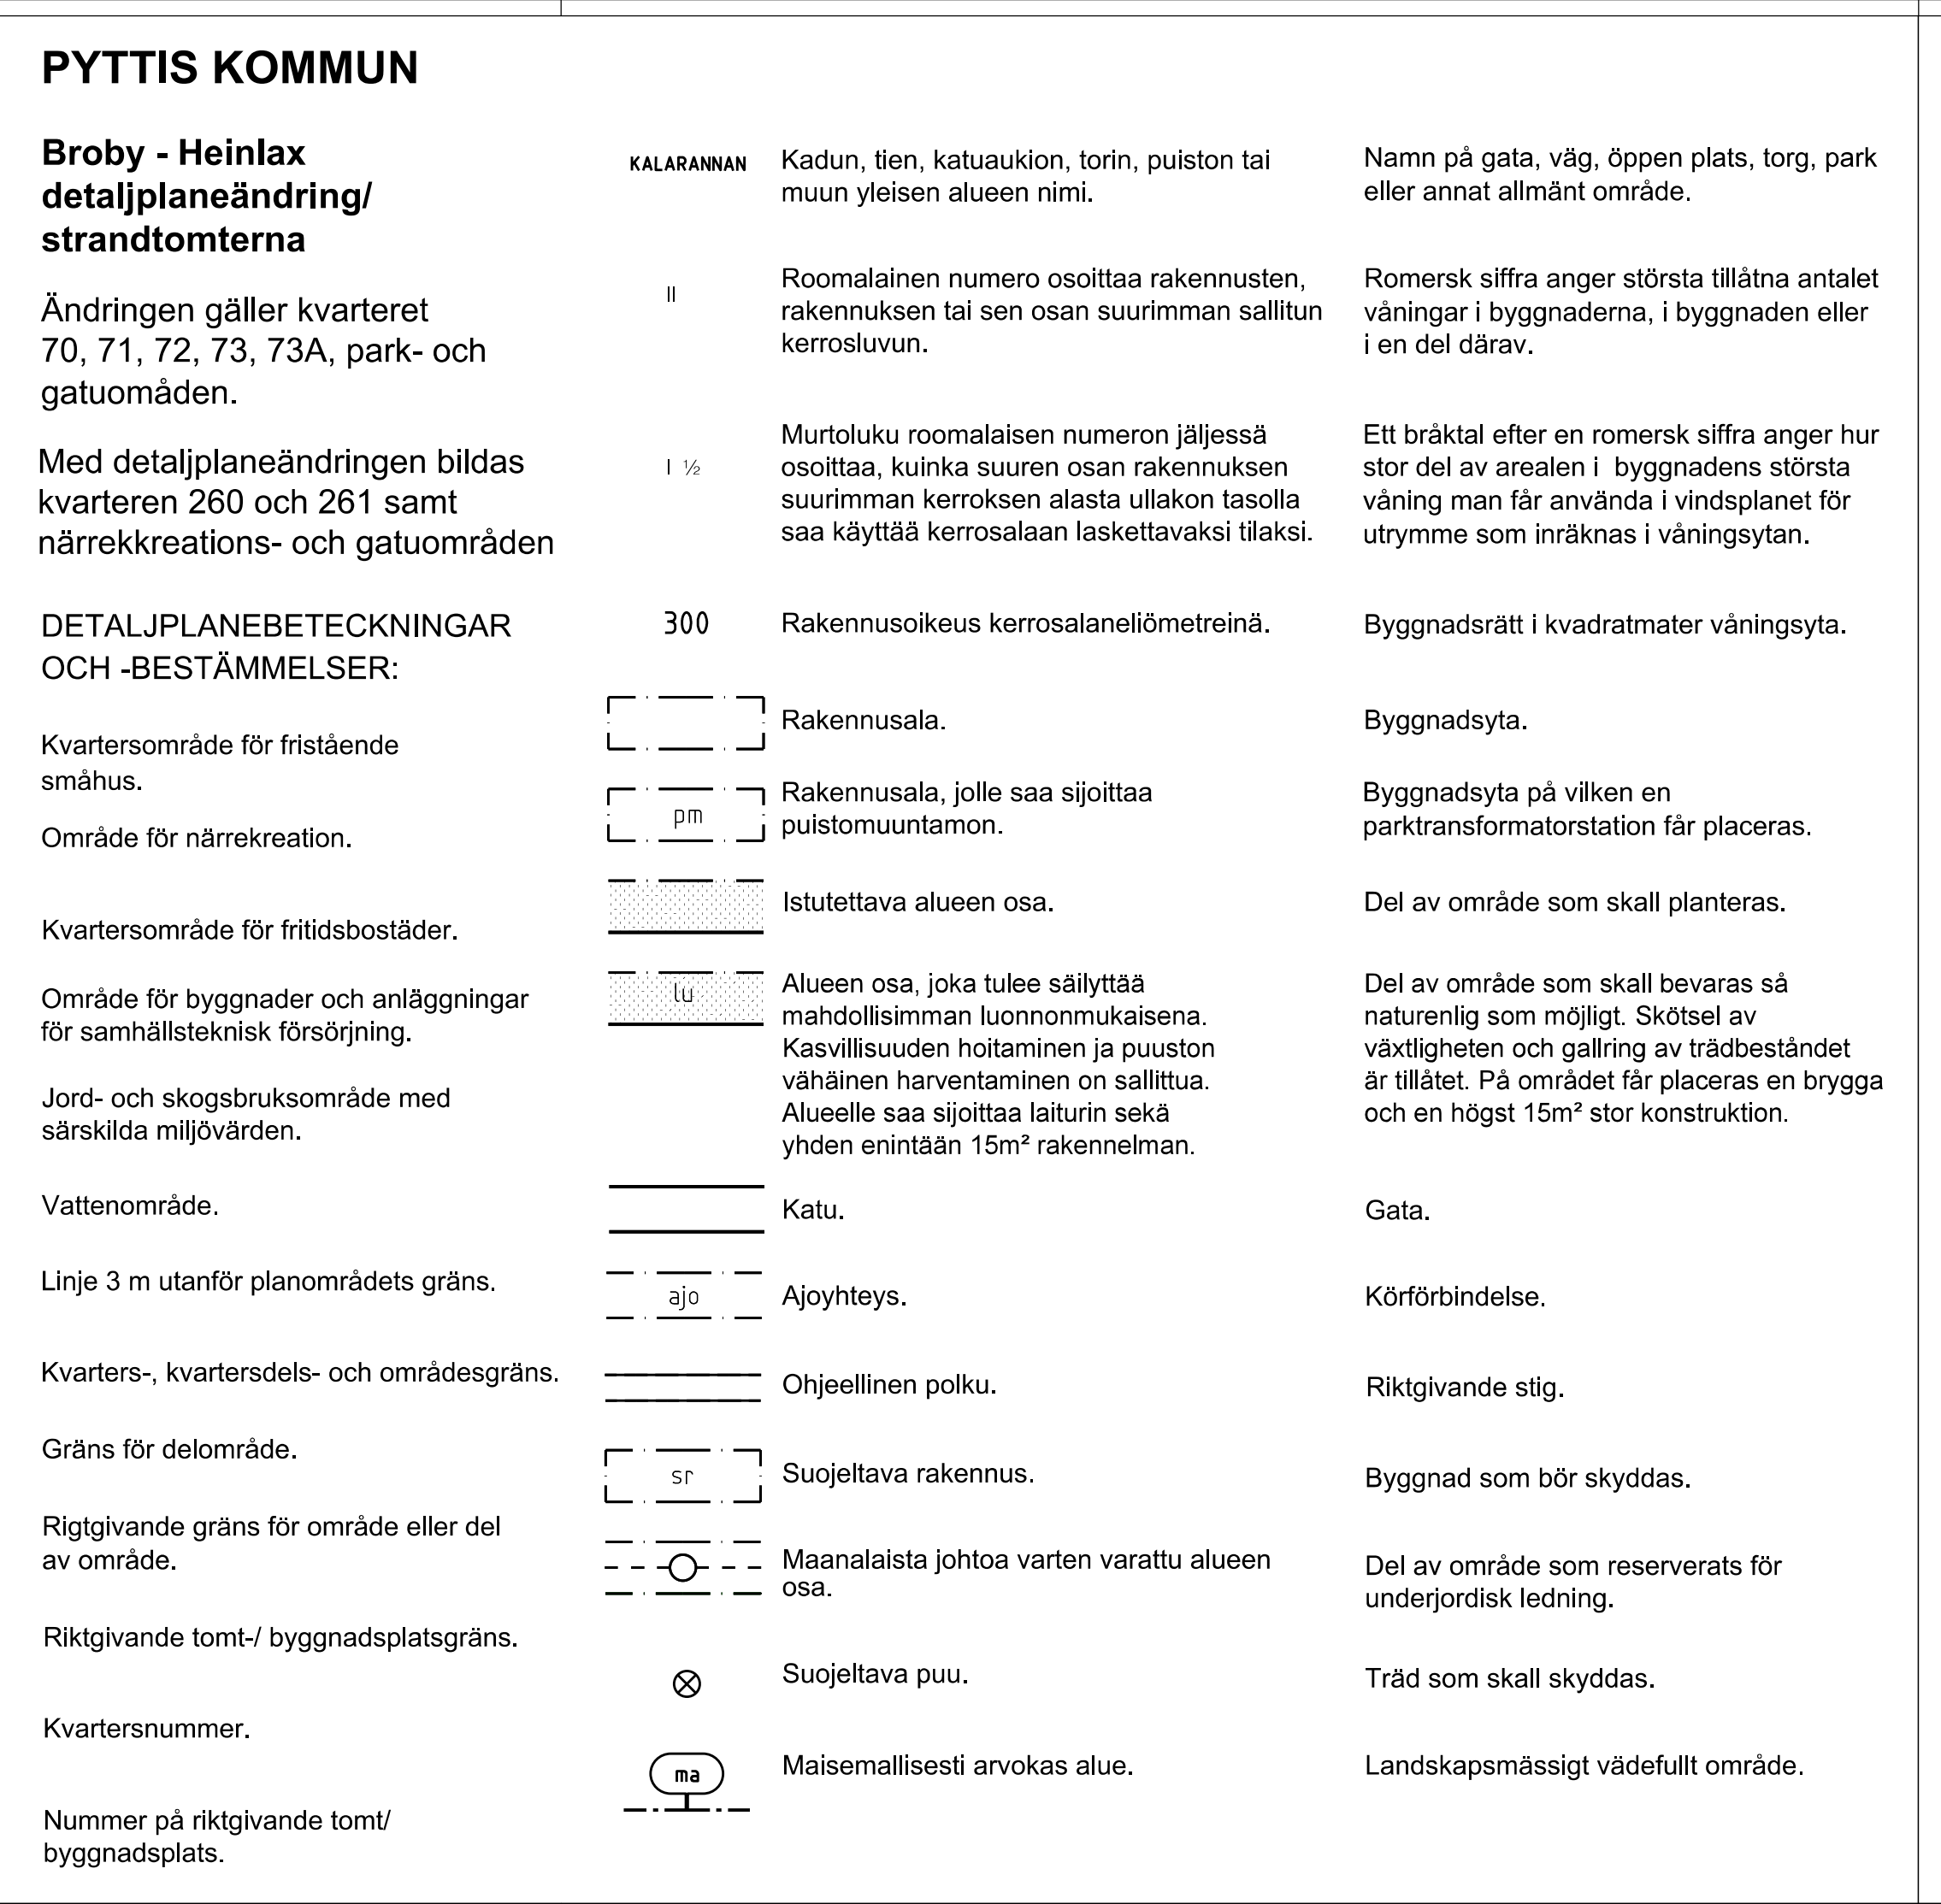 PYTTIS KOMMUN
Broby - Heinlax
detaljplaneändring/
strandtomterna
Ändringen gäller kvarteret
70, 71, 72, 73, 73A, park- och
gatuomåden.
Med detaljplaneändringen bildas
kvarteren 260 och 261 samt
närrekkreations- och gatuområden
DETALJPLANEBETECKNINGAR
OCH -BESTÄMMELSER:
Kvartersområde för fristående
småhus.
Område för närrekreation.
Kvartersområde för fritidsbostäder.
Område för byggnader och anläggningar
för samhällsteknisk försörjning.
Jord- och skogsbruksområde med
särskilda miljövärden.
Vattenområde.
Linje 3 m utanför planområdets gräns.
Kvarters-, kvartersdels- och områdesgräns.
Gräns för delområde.
Rigtgivande gräns för område eller del
av område.
Riktgivande tomt-/ byggnadsplatsgräns.
Kvartersnummer.
Nummer på riktgivande tomt/
byggnadsplats.
KALARANNAN
Kadun, tien, katuaukion, torin, puiston tai
muun yleisen alueen nimi.
Namn på gata, väg, öppen plats, torg, park
eller annat allmänt område.
II
Roomalainen numero osoittaa rakennusten,
rakennuksen tai sen osan suurimman sallitun
kerrosluvun.
Romersk siffra anger största tillåtna antalet
våningar i byggnaderna, i byggnaden eller
i en del därav.
I ½
Murtoluku roomalaisen numeron jäljessä
osoittaa, kuinka suuren osan rakennuksen
suurimman kerroksen alasta ullakon tasolla
saa käyttää kerrosalaan laskettavaksi tilaksi.
Ett bråktal efter en romersk siffra anger hur
stor del av arealen i byggnadens största
våning man får använda i vindsplanet för
utrymme som inräknas i våningsytan.
300
Rakennusoikeus kerrosalaneliömetreinä.
Byggnadsrätt i kvadratmater våningsyta.
Rakennusala.
Byggnadsyta.
pm
Rakennusala, jolle saa sijoittaa
puistomuuntamon.
Byggnadsyta på vilken en
parktransformatorstation får placeras.
Istutettava alueen osa.
Del av område som skall planteras.
lu
Alueen osa, joka tulee säilyttää
mahdollisimman luonnonmukaisena.
Kasvillisuuden hoitaminen ja puuston
vähäinen harventaminen on sallittua.
Alueelle saa sijoittaa laiturin sekä
yhden enintään 15m² rakennelman.
Del av område som skall bevaras så
naturenlig som möjligt. Skötsel av
växtligheten och gallring av trädbeståndet
är tillåtet. På området får placeras en brygga
och en högst 15m² stor konstruktion.
Katu.
Gata.
ajo
Ajoyhteys.
Körförbindelse.
Ohjeellinen polku.
Riktgivande stig.
sr
Suojeltava rakennus.
Byggnad som bör skyddas.
Maanalaista johtoa varten varattu alueen
osa.
Del av område som reserverats för
underjordisk ledning.
Suojeltava puu.
Träd som skall skyddas.
ma
Maisemallisesti arvokas alue.
Landskapsmässigt vädefullt område.